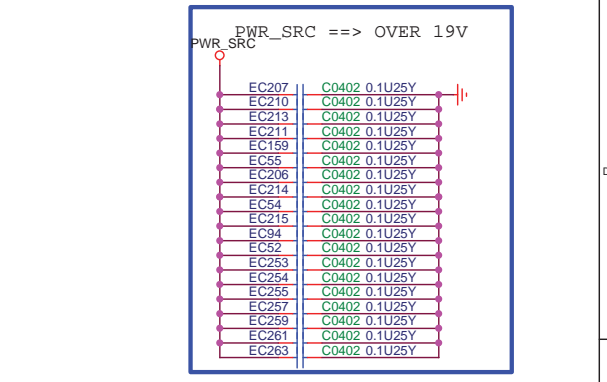 PWR_SRC ==> OVER 19V
PWR_SRC
EC207 C0402 0.1U25Y
EC210 C0402 0.1U25Y
EC213 C0402 0.1U25Y
EC211 C0402 0.1U25Y
EC159 C0402 0.1U25Y
EC55 C0402 0.1U25Y
EC206 C0402 0.1U25Y
EC214 C0402 0.1U25Y
EC54 C0402 0.1U25Y
EC215 C0402 0.1U25Y
EC94 C0402 0.1U25Y
EC52 C0402 0.1U25Y
EC253 C0402 0.1U25Y
EC254 C0402 0.1U25Y
EC255 C0402 0.1U25Y
EC257 C0402 0.1U25Y
EC259 C0402 0.1U25Y
EC261 C0402 0.1U25Y
EC263 C0402 0.1U25Y